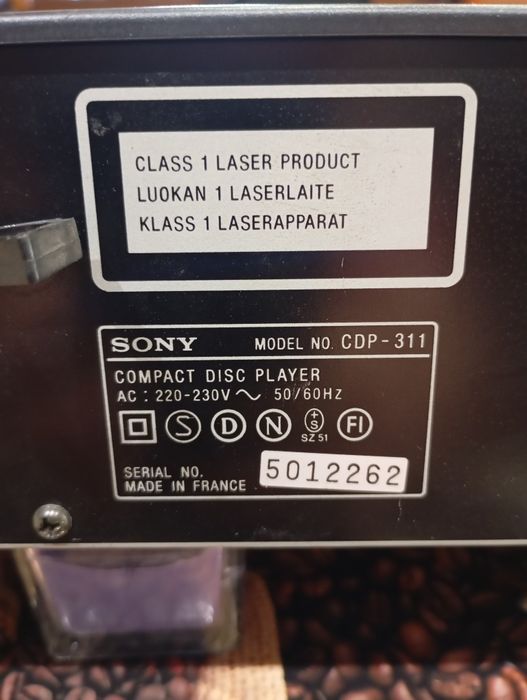 CLASS 1 LASER PRODUCT
LUOKAN 1 LASERLAITE
KLASS 1 LASERAPPARAT
SONY MODEL NO. CDP-311
COMPACT DISC PLAYER
AC : 220-230V ~ 50/60HZ
S D N +S FI
SZ 51
SERIAL NO. 5012262
MADE IN FRANCE